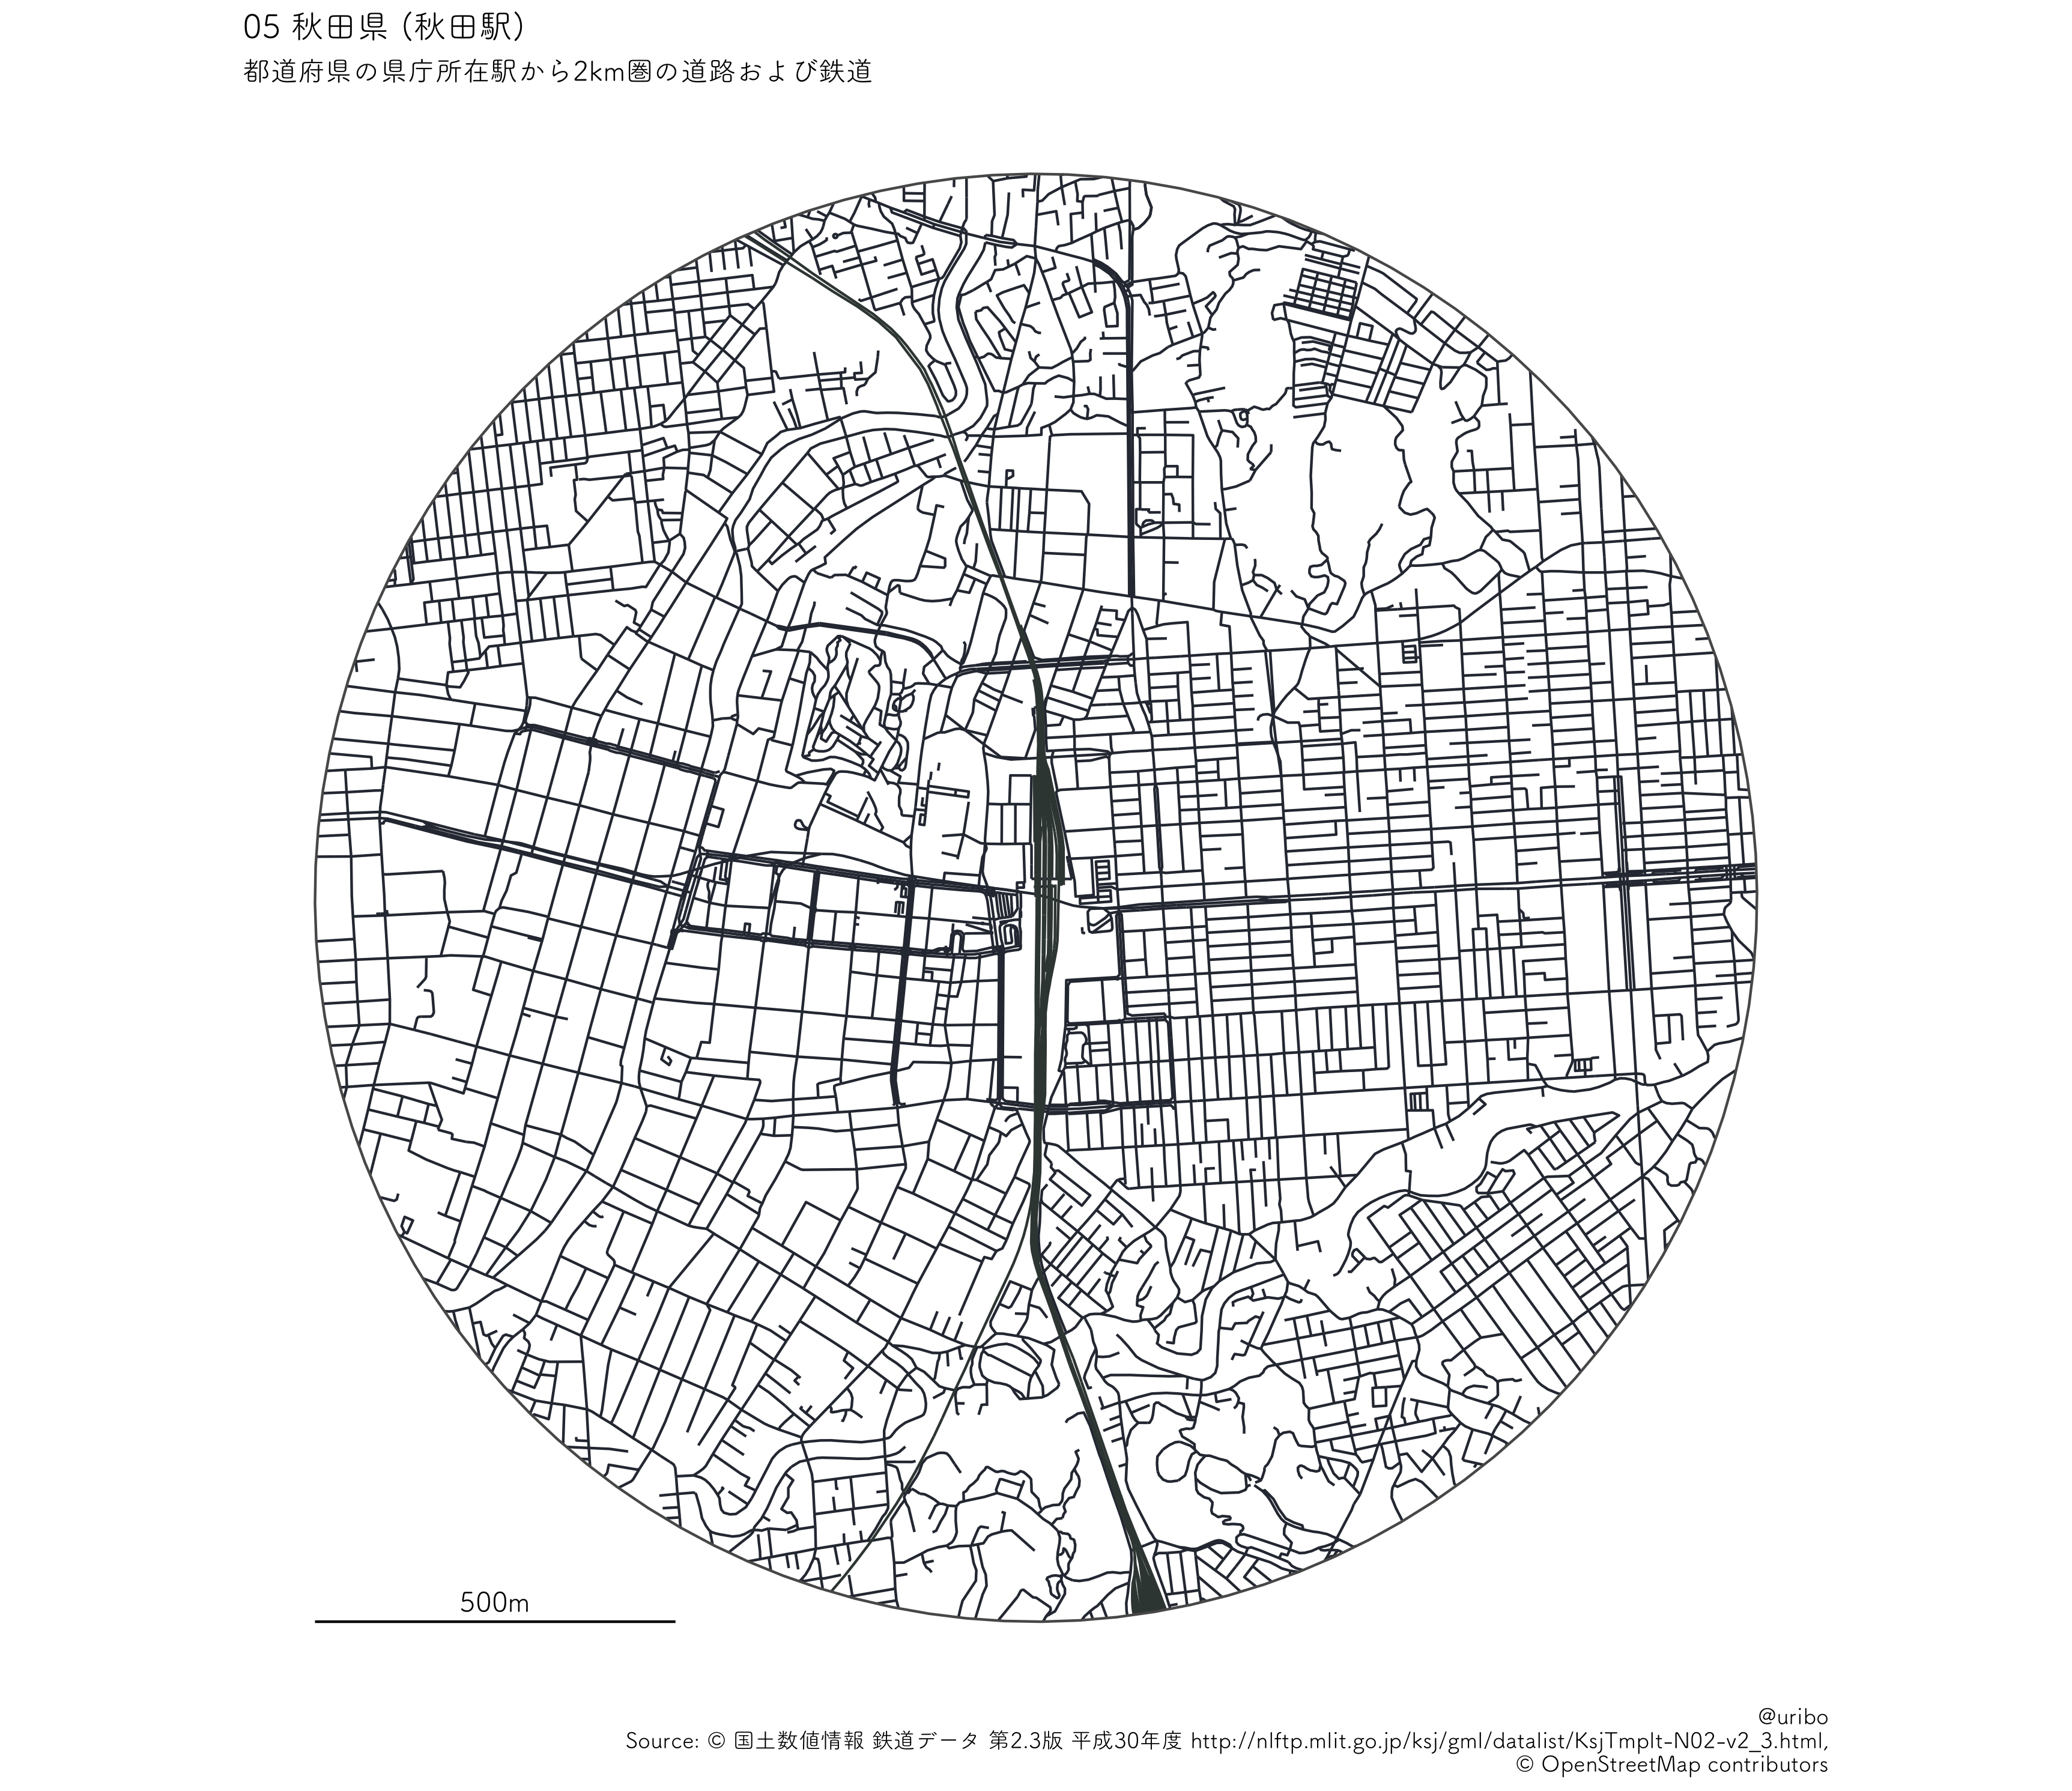 05 秋田県 (秋田駅)
都道府県の県庁所在駅から2km圏の道路および鉄道
500m
@uribo
Source: © 国土数値情報 鉄道データ 第2.3版 平成30年度 http://nlftp.mlit.go.jp/ksj/gml/datalist/KsjTmplt-N02-v2_3.html,
© OpenStreetMap contributors